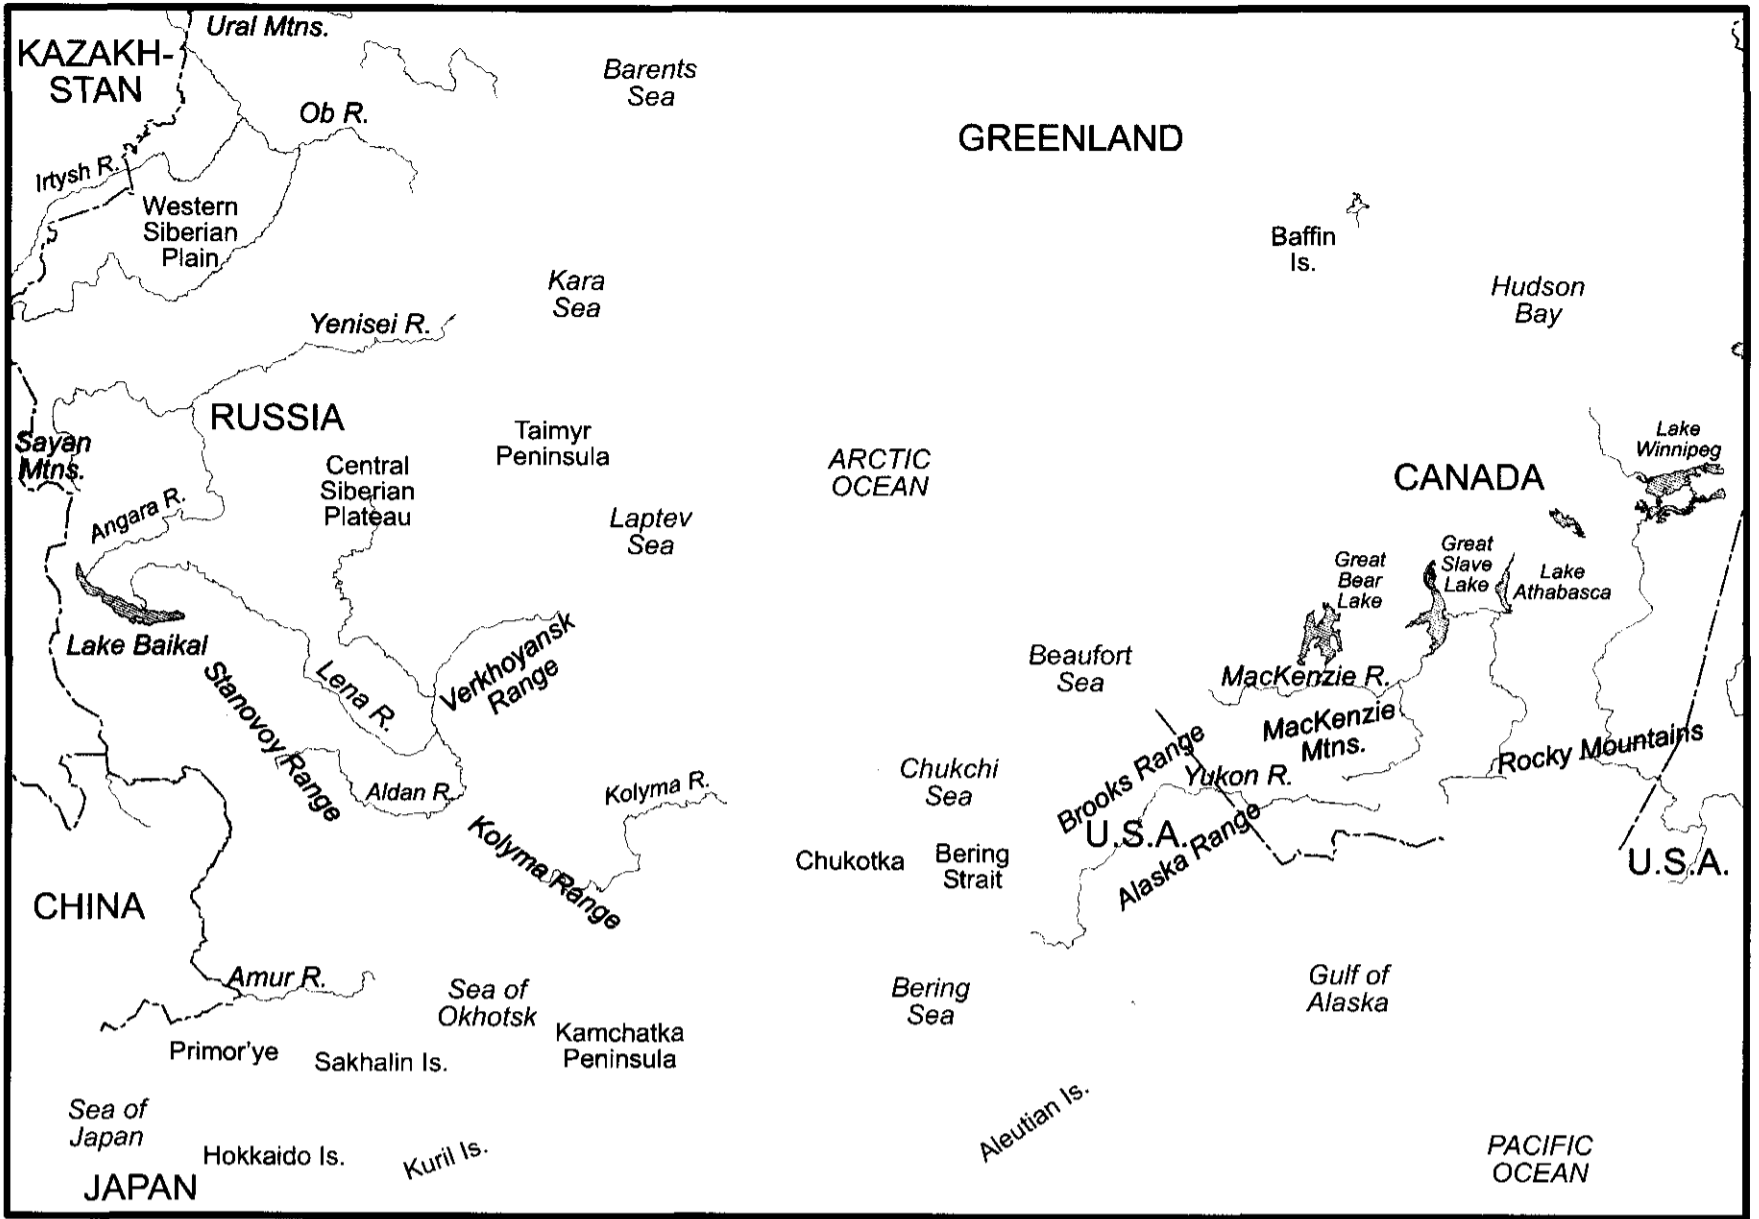 Ural Mtns.
KAZAKH-
STAN
Barents
Sea
Ob R.
GREENLAND
Irtysh R.
Western
Siberian
Plain
Baffin
Is.
Kara
Sea
Hudson
Bay
Yenisei R.
RUSSIA
Sayan
Mtns.
Taimyr
Peninsula
Central
Siberian
Plateau
ARCTIC
OCEAN
Lake
Winnipeg
CANADA
Angara R.
Laptev
Sea
Great
Bear
Lake
Great
Slave
Lake
Lake
Athabasca
Lake Baikal
Verkhoyansk
Range
Beaufort
Sea
Stanovoy Range
Lena R.
MacKenzie R.
MacKenzie
Mtns.
Rocky Mountains
Brooks Range
Yukon R.
Chukchi
Sea
Aldan R.
Kolyma R.
Kolyma Range
U.S.A.
Alaska Range
Chukotka
Bering
Strait
U.S.A.
CHINA
Amur R.
Sea of
Okhotsk
Bering
Sea
Gulf of
Alaska
Kamchatka
Peninsula
Primor'ye
Sakhalin Is.
Sea of
Japan
Aleutian Is.
Hokkaido Is.
Kuril Is.
PACIFIC
OCEAN
JAPAN